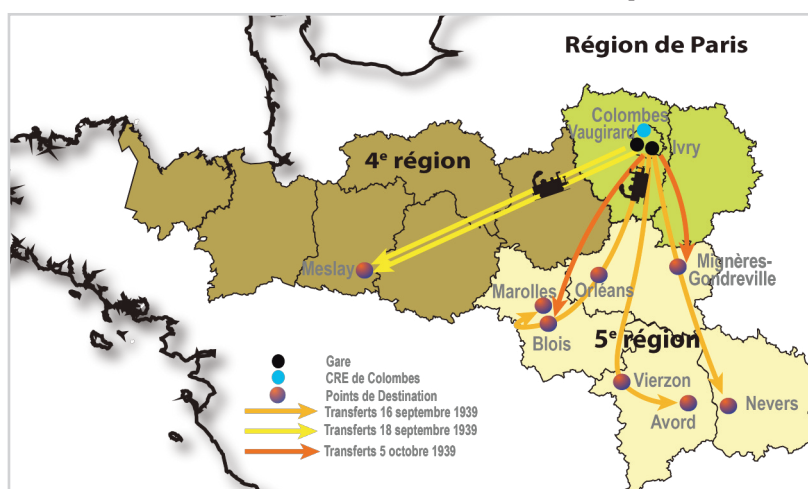 Région de Paris
Colombes
Vaugirard
Ivry
4e région
Meslay
Mignères-
Gondreville
Marolles
Orléans
Blois
5e région
Vierzon
Nevers
Avord
Gare
CRE de Colombes
Points de Destination
Transferts 16 septembre 1939
Transferts 18 septembre 1939
Transferts 5 octobre 1939